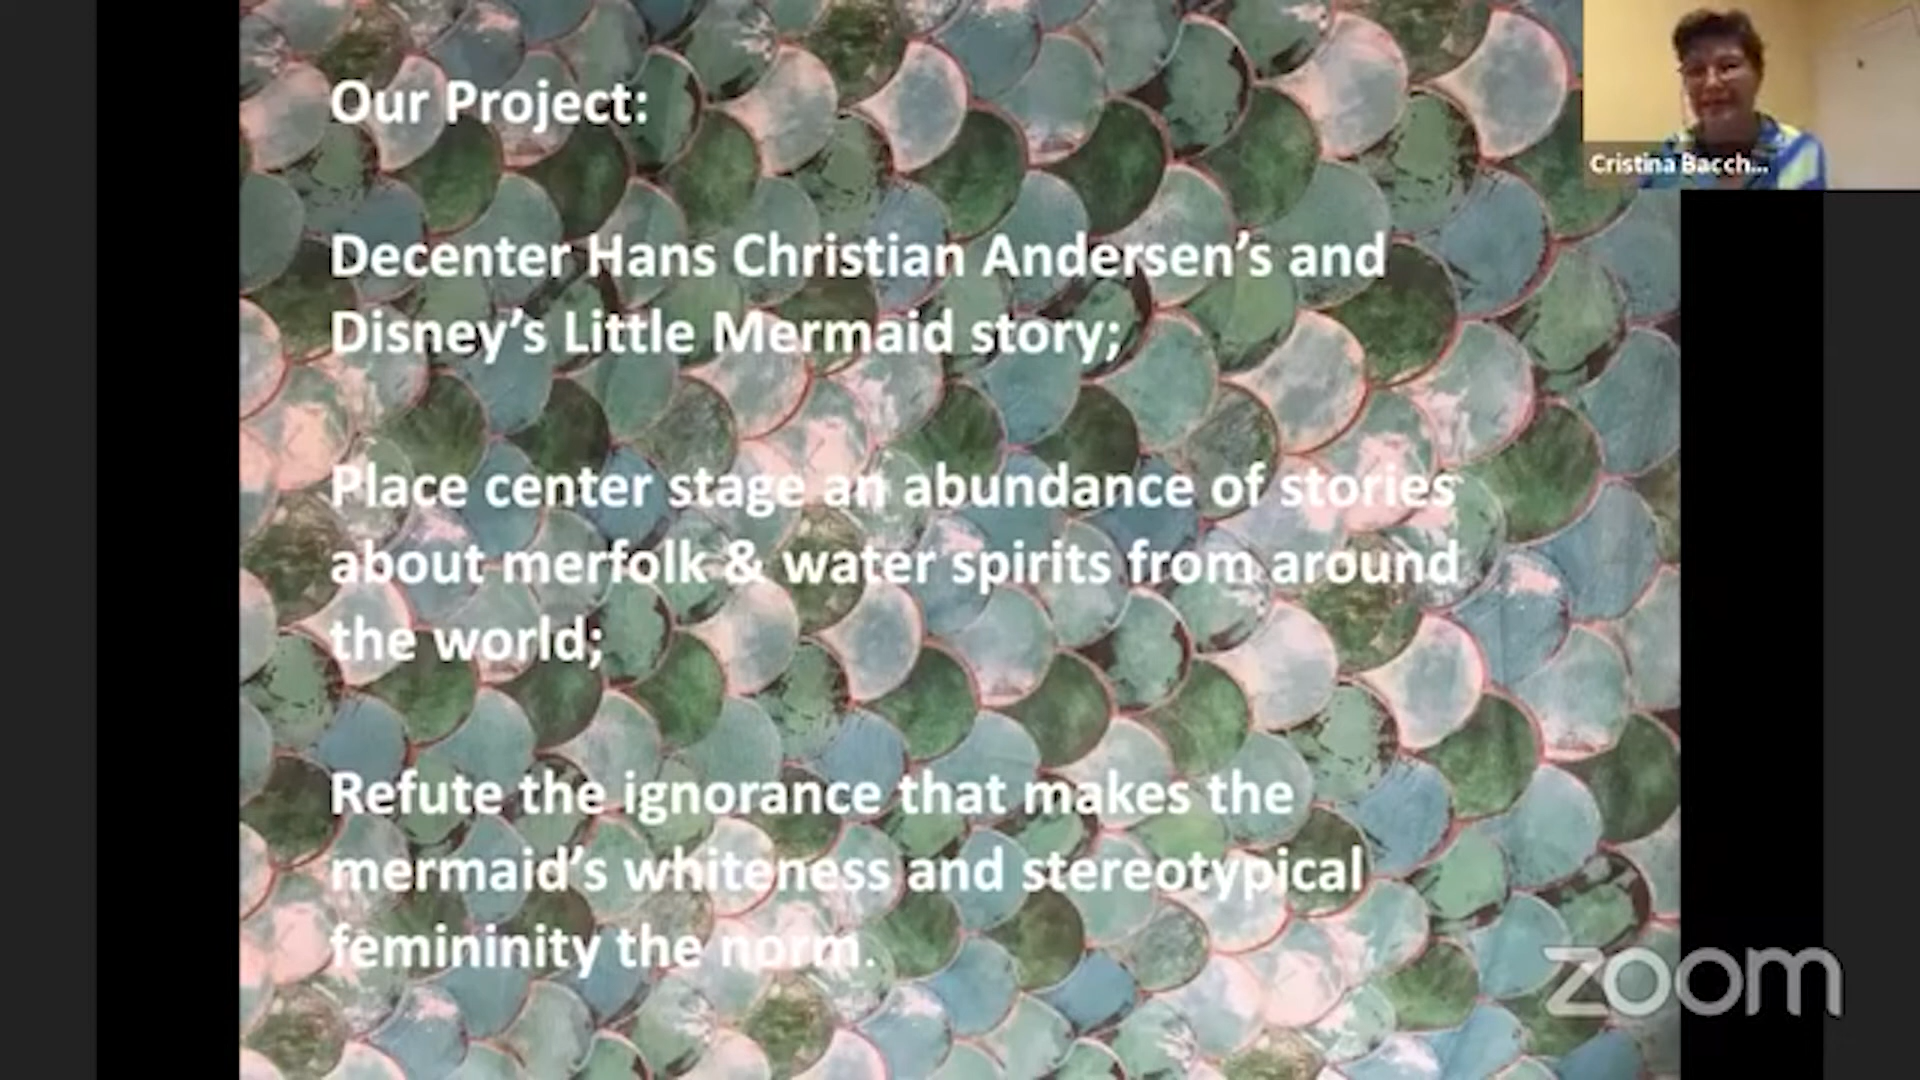 Our Project:
Cristina Bacch...
Decenter Hans Christian Andersen's and
Disney's Little Mermaid story;
Place center stage an abundance of stories
about merfolk & water spirits from around
the world;
Refute the ignorance that makes the
mermaid's whiteness and stereotypical
femininity the norm.
zoom